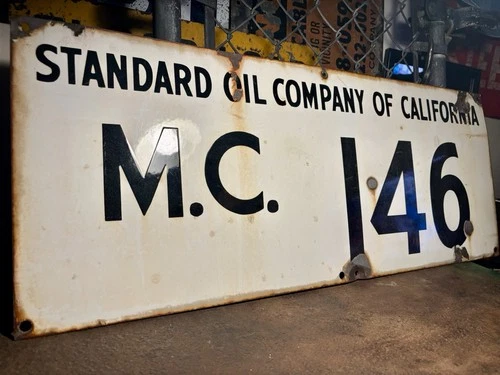 STANDARD OIL COMPANY OF CALIFORNIA
M.C. 146